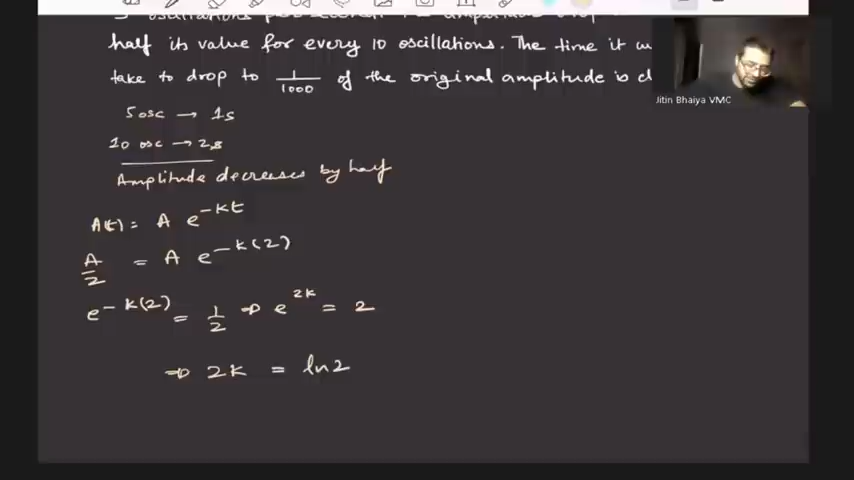 half its value for every 10 oscillations. The time it
take to drop to 1/1000 of the original amplitude is
Jitin Bhaiya VMC
5 osc → 1s
10 osc → 2s
Amplitude decreases by half
A(t) = A e^-kt
A/2 = A e^-k(2)
e^-k(2) = 1/2 ⇒ e^2k = 2
⇒ 2k = ln2